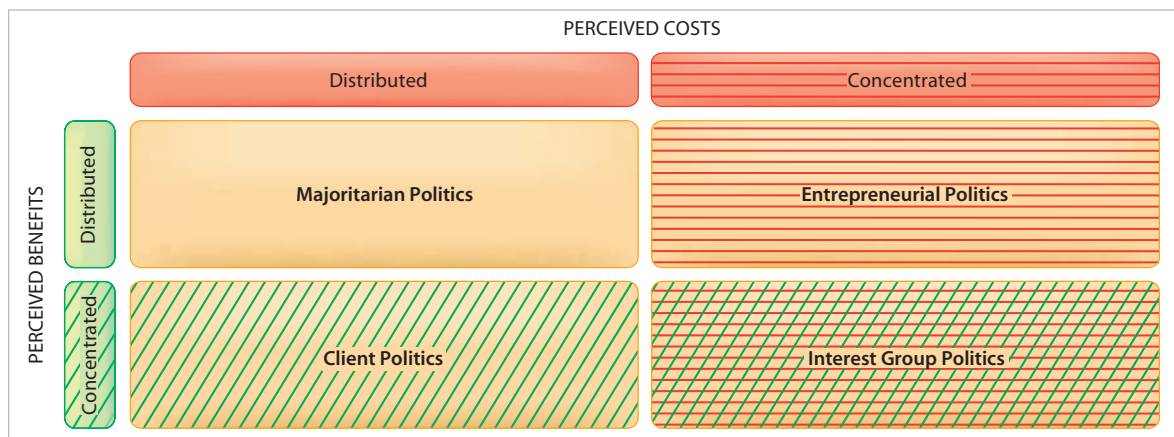 PERCEIVED COSTS
Distributed
Concentrated
PERCEIVED BENEFITS
Distributed
Majoritarian Politics
Entrepreneurial Politics
Concentrated
Client Politics
Interest Group Politics